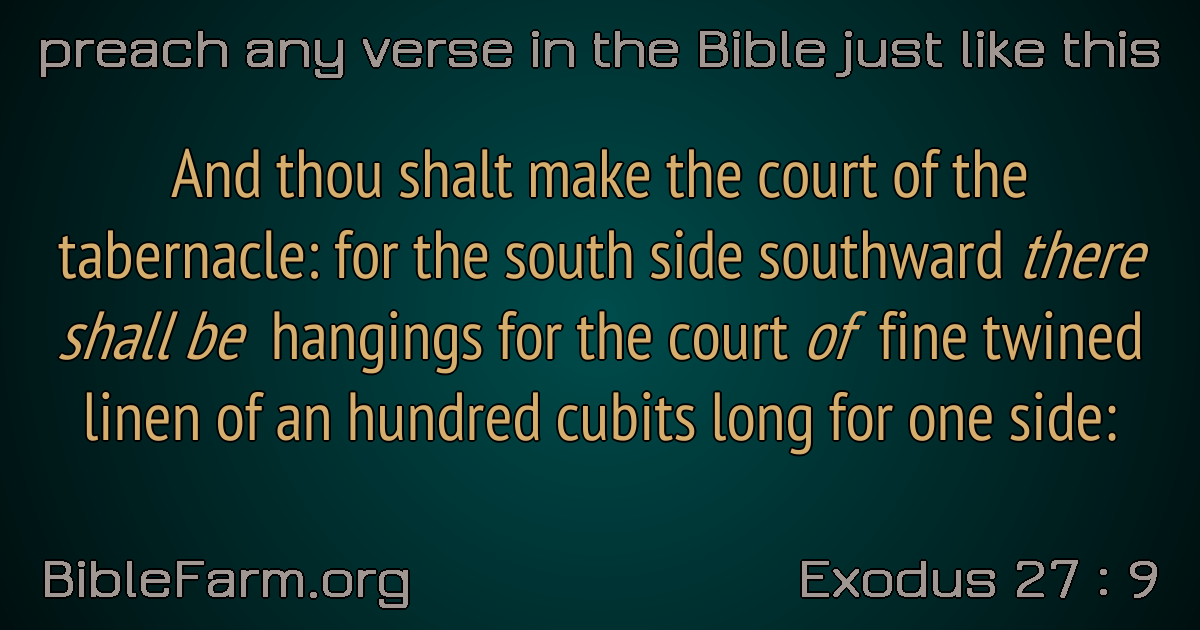 preach any verse in the Bible just like this
And thou shalt make the court of the
tabernacle: for the south side southward there
shall be hangings for the court of fine twined
linen of an hundred cubits long for one side:
BibleFarm.org
Exodus 27 : 9